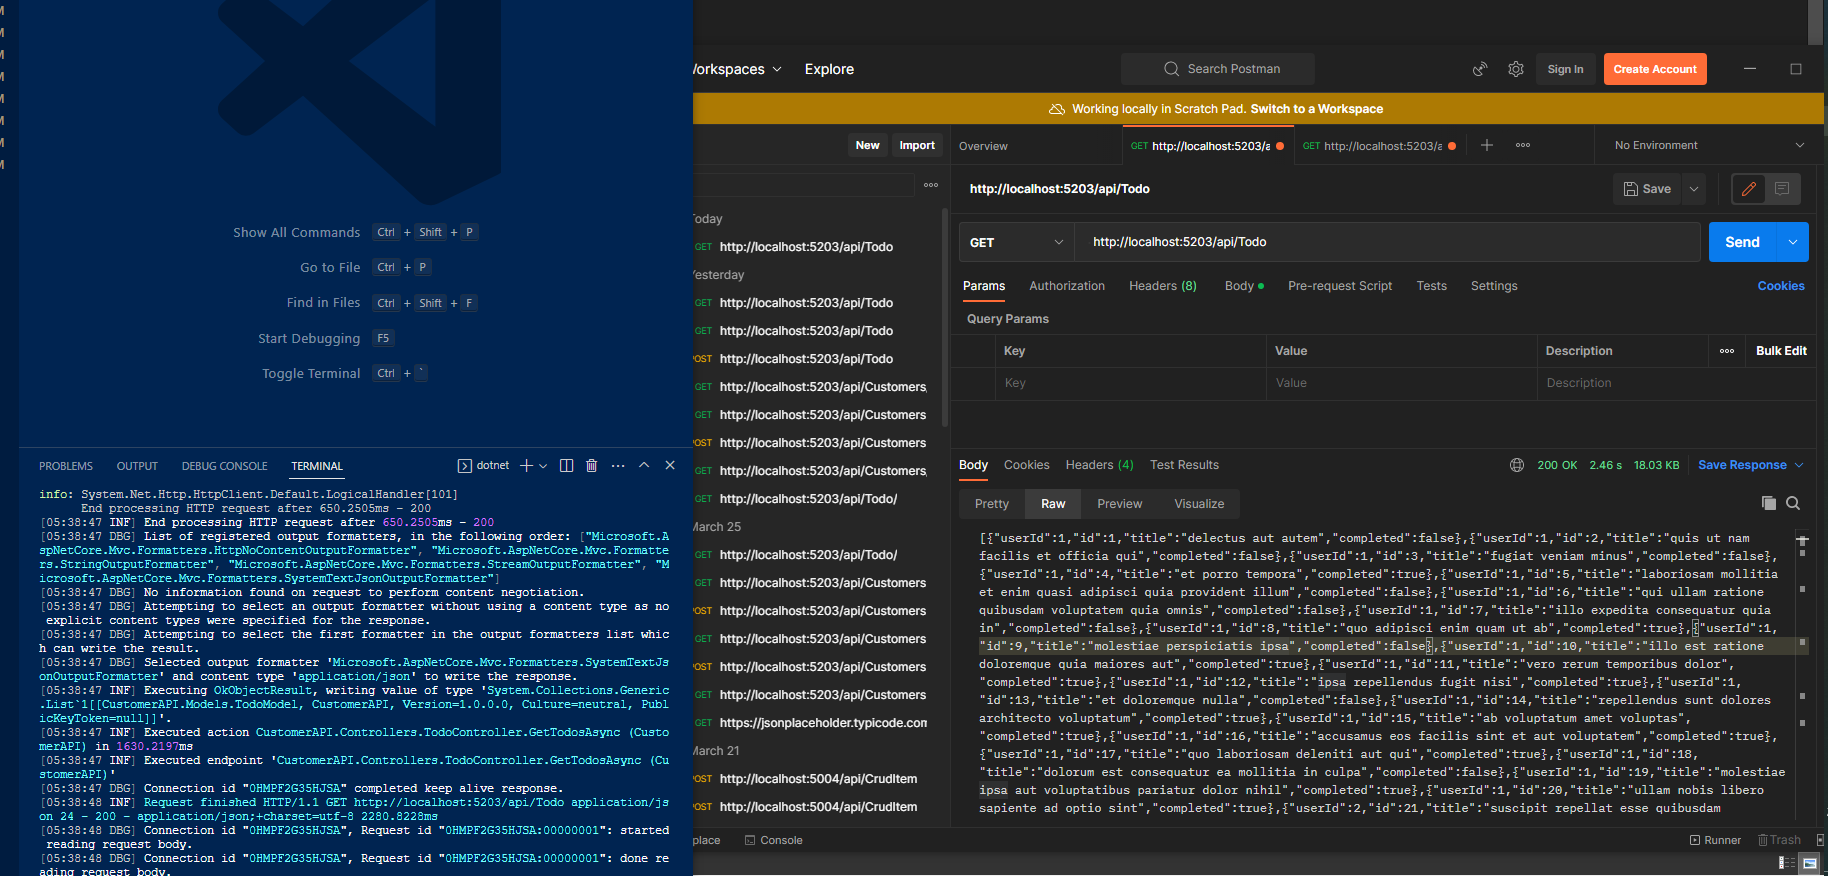 M
M
M
M
M
M
M
M
Show All Commands Ctrl + Shift + P
Go to File Ctrl + P
Find in Files Ctrl + Shift + F
Start Debugging F5
Toggle Terminal Ctrl + `
PROBLEMS OUTPUT DEBUG CONSOLE TERMINAL dotnet
info: System.Net.Http.HttpClient.Default.LogicalHandler[101]
End processing HTTP request after 650.2505ms - 200
[05:38:47 INF] End processing HTTP request after 650.2505ms - 200
[05:38:47 DBG] List of registered output formatters, in the following order: ["Microsoft.A
spNetCore.Mvc.Formatters.HttpNoContentOutputFormatter", "Microsoft.AspNetCore.Mvc.Formatte
rs.StringOutputFormatter", "Microsoft.AspNetCore.Mvc.Formatters.StreamOutputFormatter", "M
icrosoft.AspNetCore.Mvc.Formatters.SystemTextJsonOutputFormatter"]
[05:38:47 DBG] No information found on request to perform content negotiation.
[05:38:47 DBG] Attempting to select an output formatter without using a content type as no
explicit content types were specified for the response.
[05:38:47 DBG] Attempting to select the first formatter in the output formatters list whic
h can write the result.
[05:38:47 DBG] Selected output formatter 'Microsoft.AspNetCore.Mvc.Formatters.SystemTextJs
onOutputFormatter' and content type 'application/json' to write the response.
[05:38:47 INF] Executing OkObjectResult, writing value of type 'System.Collections.Generic
.List`1[[CustomerAPI.Models.TodoModel, CustomerAPI, Version=1.0.0.0, Culture=neutral, Publ
icKeyToken=null]]'.
[05:38:47 INF] Executed action CustomerAPI.Controllers.TodoController.GetTodosAsync (Custo
merAPI) in 1630.2197ms
[05:38:47 INF] Executed endpoint 'CustomerAPI.Controllers.TodoController.GetTodosAsync (Cu
stomerAPI)'
[05:38:47 DBG] Connection id "0HMPF2G35HJSA" completed keep alive response.
[05:38:48 INF] Request finished HTTP/1.1 GET http://localhost:5203/api/Todo application/js
on 24 - 200 - application/json;+charset=utf-8 2280.8228ms
[05:38:48 DBG] Connection id "0HMPF2G35HJSA", Request id "0HMPF2G35HJSA:00000001": started
reading request body.
[05:38:48 DBG] Connection id "0HMPF2G35HJSA", Request id "0HMPF2G35HJSA:00000001": done re
ading request body.
Workspaces Explore Search Postman Sign In Create Account
Working locally in Scratch Pad. Switch to a Workspace
New Import
Today
GET http://localhost:5203/api/Todo
Yesterday
GET http://localhost:5203/api/Todo
GET http://localhost:5203/api/Todo
POST http://localhost:5203/api/Todo
GET http://localhost:5203/api/Customers,
GET http://localhost:5203/api/Customers
POST http://localhost:5203/api/Customers
GET http://localhost:5203/api/Customers,
GET http://localhost:5203/api/Todo/
March 25
GET http://localhost:5203/api/Todo/
GET http://localhost:5203/api/Customers
POST http://localhost:5203/api/Customers
GET http://localhost:5203/api/Customers
POST http://localhost:5203/api/Customers
GET http://localhost:5203/api/Customers
GET https://jsonplaceholder.typicode.com
March 21
POST http://localhost:5004/api/CrudItem
POST http://localhost:5004/api/CrudItem
Overview GET http://localhost:5203/a GET http://localhost:5203/a No Environment
http://localhost:5203/api/Todo Save
GET http://localhost:5203/api/Todo Send
Params Authorization Headers (8) Body Pre-request Script Tests Settings Cookies
Query Params
Key Value Description Bulk Edit
Key Value Description
Body Cookies Headers (4) Test Results 200 OK 2.46 s 18.03 KB Save Response
Pretty Raw Preview Visualize
[{"userId":1,"id":1,"title":"delectus aut autem","completed":false},{"userId":1,"id":2,"title":"quis ut nam
facilis et officia qui","completed":false},{"userId":1,"id":3,"title":"fugiat veniam minus","completed":false},
{"userId":1,"id":4,"title":"et porro tempora","completed":true},{"userId":1,"id":5,"title":"laboriosam mollitia
et enim quasi adipisci quia provident illum","completed":false},{"userId":1,"id":6,"title":"qui ullam ratione
quibusdam voluptatem quia omnis","completed":false},{"userId":1,"id":7,"title":"illo expedita consequatur quia
in","completed":false},{"userId":1,"id":8,"title":"quo adipisci enim quam ut ab","completed":true},{"userId":1,
"id":9,"title":"molestiae perspiciatis ipsa","completed":false},{"userId":1,"id":10,"title":"illo est ratione
doloremque quia maiores aut","completed":true},{"userId":1,"id":11,"title":"vero rerum temporibus dolor",
"completed":true},{"userId":1,"id":12,"title":"ipsa repellendus fugit nisi","completed":true},{"userId":1,
"id":13,"title":"et doloremque nulla","completed":false},{"userId":1,"id":14,"title":"repellendus sunt dolores
architecto voluptatum","completed":true},{"userId":1,"id":15,"title":"ab voluptatum amet voluptas",
"completed":true},{"userId":1,"id":16,"title":"accusamus eos facilis sint et aut voluptatem","completed":true},
{"userId":1,"id":17,"title":"quo laboriosam deleniti aut qui","completed":true},{"userId":1,"id":18,
"title":"dolorum est consequatur ea mollitia in culpa","completed":false},{"userId":1,"id":19,"title":"molestiae
ipsa aut voluptatibus pariatur dolor nihil","completed":true},{"userId":1,"id":20,"title":"ullam nobis libero
sapiente ad optio sint","completed":true},{"userId":2,"id":21,"title":"suscipit repellat esse quibusdam
place Console Runner Trash